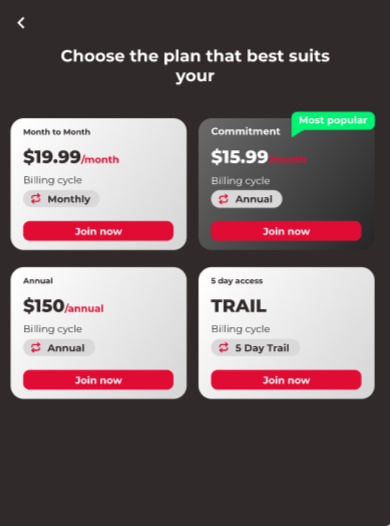 Choose the plan that best suits
your
Most popular
Month to Month
$19.99/month
Billing cycle
Monthly
Join now
Commitment
$15.99/month
Billing cycle
Annual
Join now
Annual
$150/annual
Billing cycle
Annual
Join now
5 day access
TRAIL
Billing cycle
5 Day Trail
Join now